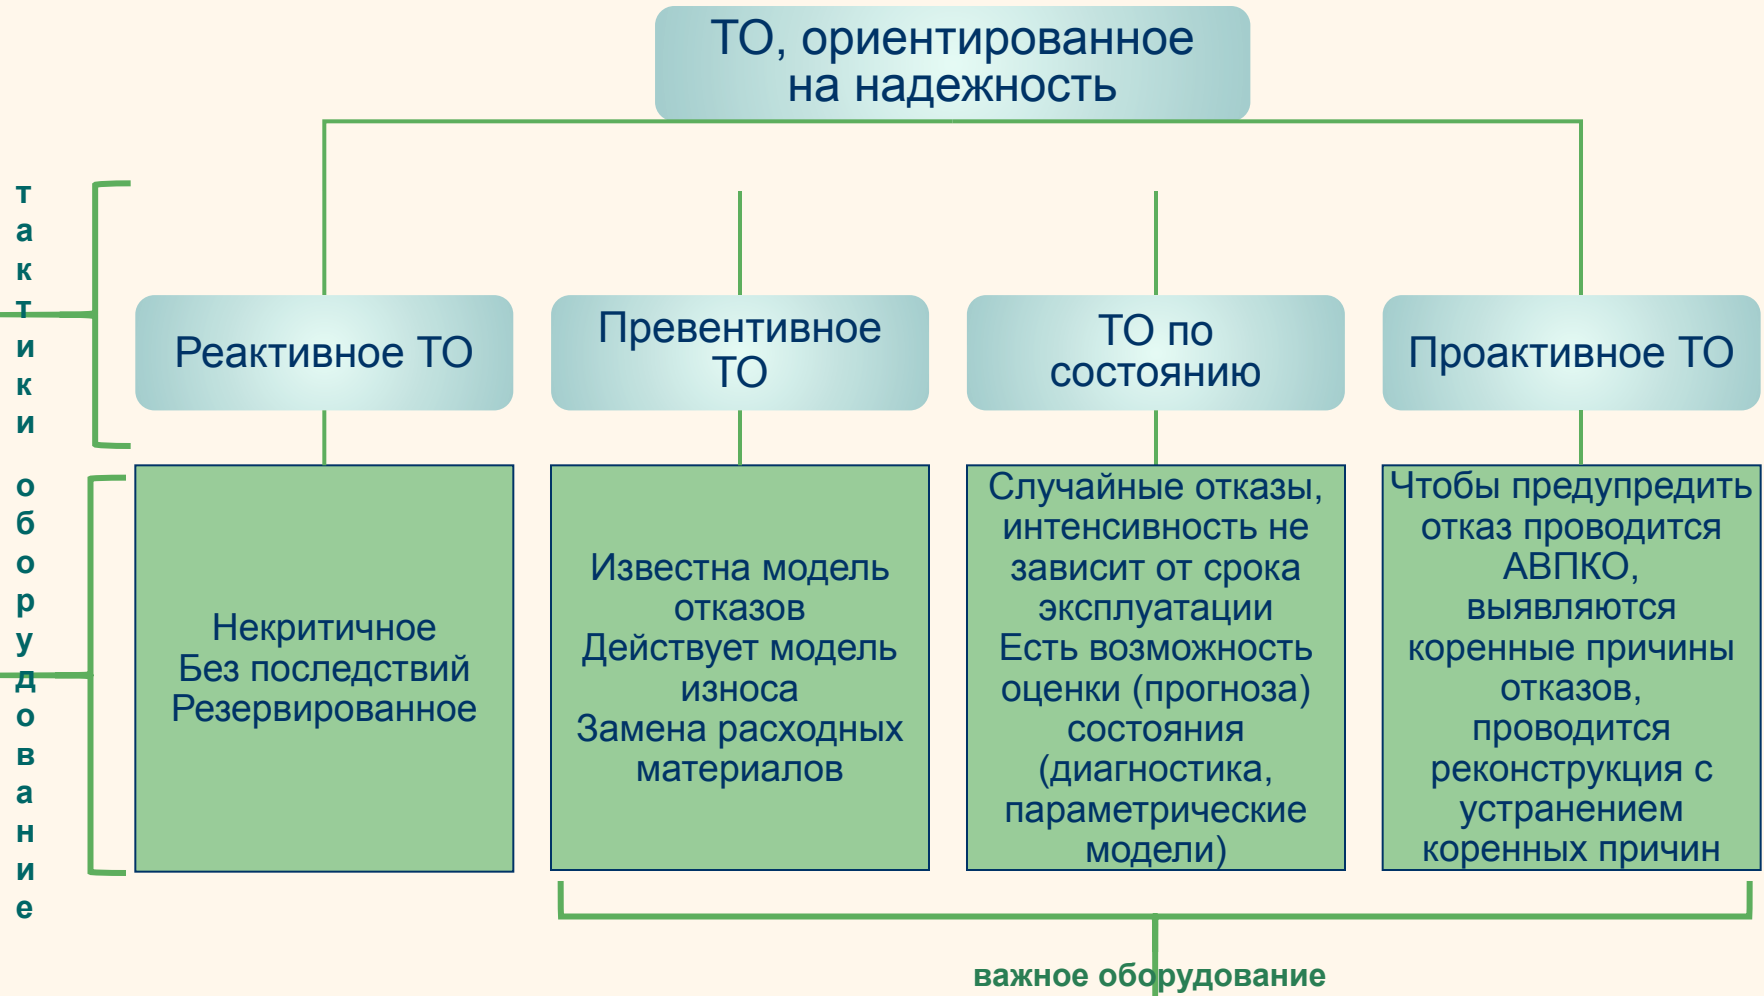 ТО, ориентированное
на надежность
тактики
Реактивное ТО
Превентивное
ТО
ТО по
состоянию
Проактивное ТО
оборудование
Некритичное
Без последствий
Резервированное
Известна модель
отказов
Действует модель
износа
Замена расходных
материалов
Случайные отказы,
интенсивность не
зависит от срока
эксплуатации
Есть возможность
оценки (прогноза)
состояния
(диагностика,
параметрические
модели)
Чтобы предупредить
отказ проводится
АВПКО,
выявляются
коренные причины
отказов,
проводится
реконструкция с
устранением
коренных причин
важное оборудование